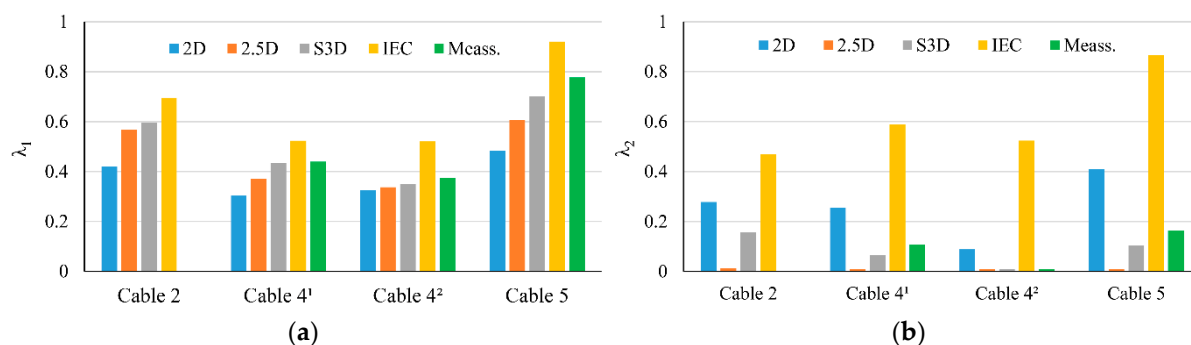 1
0.8
0.6
0.4
0.2
0
λ1
2D 2.5D S3D IEC Mcass.
Cable 2 Cable 4¹ Cable 4² Cable 5
(a)
1
0.8
0.6
0.4
0.2
0
λ2
2D 2.5D S3D IEC Meass.
Cable 2 Cable 4¹ Cable 4² Cable 5
(b)